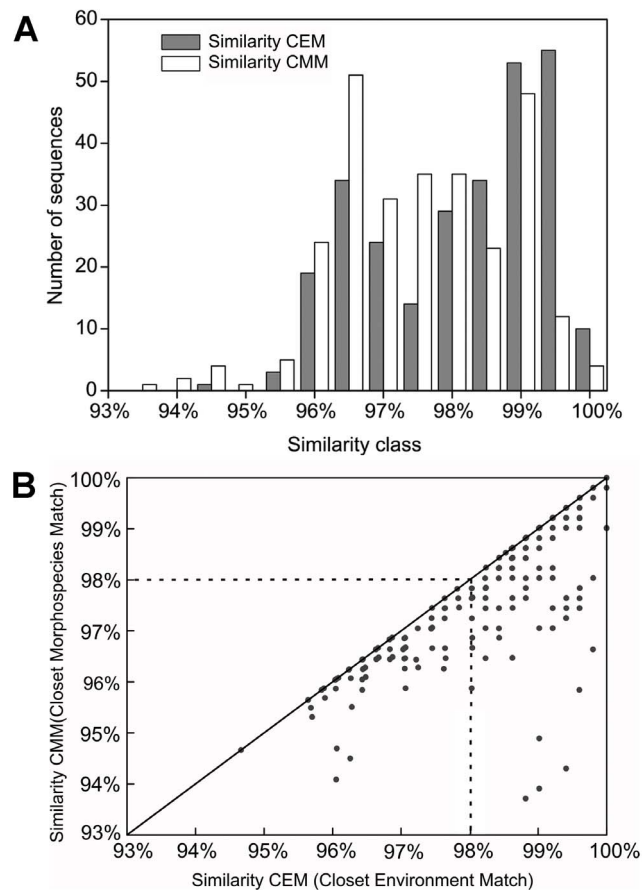 A
60
50
40
30
20
10
0
Number of sequences
Similarity CEM
Similarity CMM
93% 94% 95% 96% 97% 98% 99% 100%
Similarity class
B
100%
99%
98%
97%
96%
95%
94%
93%
Similarity CMM(Closet Morphospecies Match)
93% 94% 95% 96% 97% 98% 99% 100%
Similarity CEM (Closet Environment Match)